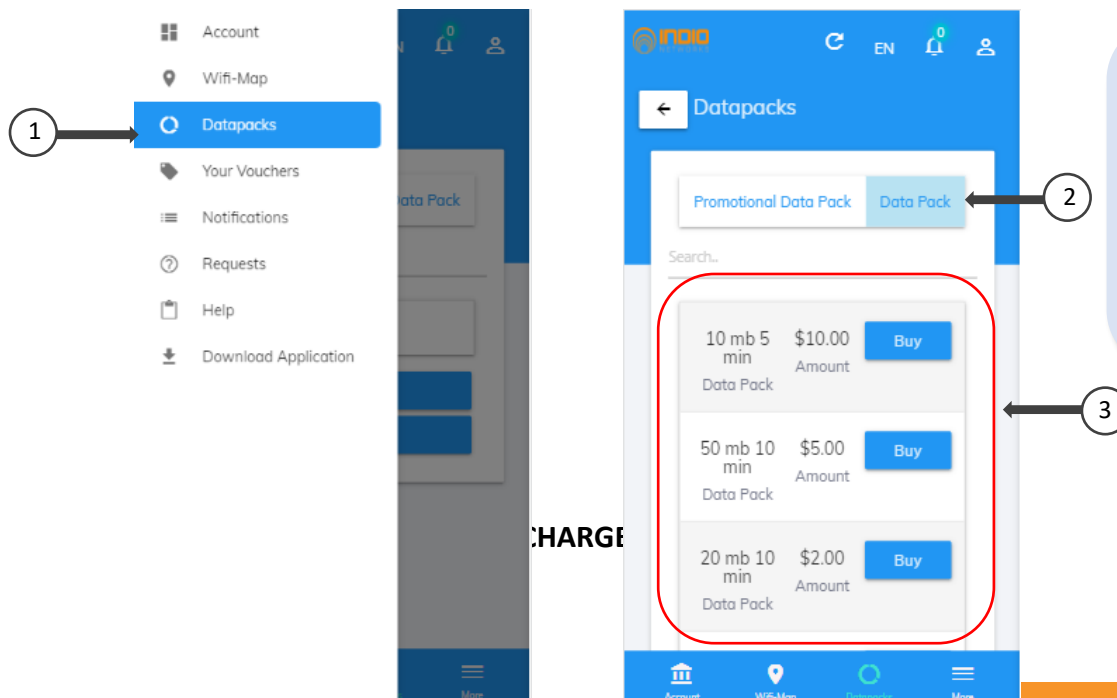 Account
Wifi-Map
Datapacks
Your Vouchers
Notifications
Requests
Help
Download Application
1
N
0
ata Pack
More
CHARGE
INDIO
NETWORKS
EN
0
Datapacks
Promotional Data Pack
Data Pack
2
Search..
10 mb 5
min
Data Pack
$10.00
Amount
Buy
3
50 mb 10
min
Data Pack
$5.00
Amount
Buy
20 mb 10
min
Data Pack
$2.00
Amount
Buy
Account
Wifi-Map
Datapacks
More